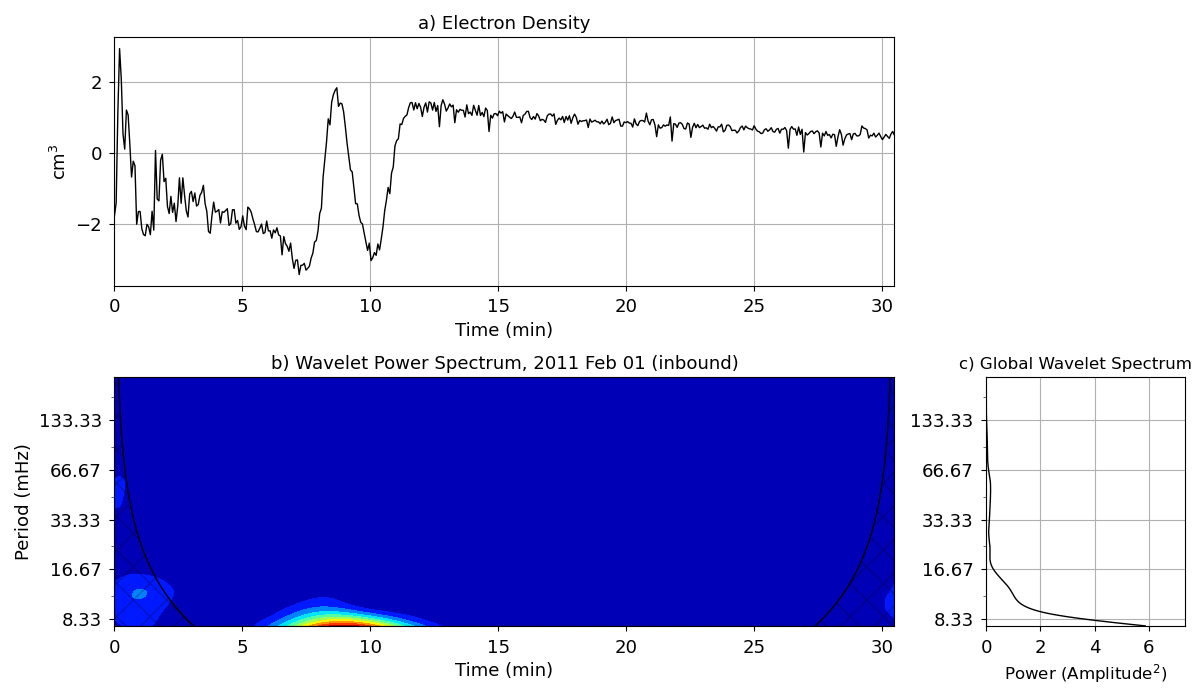 a) Electron Density
cm³
2
0
−2
0 5 10 15 20 25 30
Time (min)
b) Wavelet Power Spectrum, 2011 Feb 01 (inbound)
Period (mHz)
133.33
66.67
33.33
16.67
8.33
0 5 10 15 20 25 30
Time (min)
c) Global Wavelet Spectrum
133.33
66.67
33.33
16.67
8.33
0 2 4 6
Power (Amplitude²)